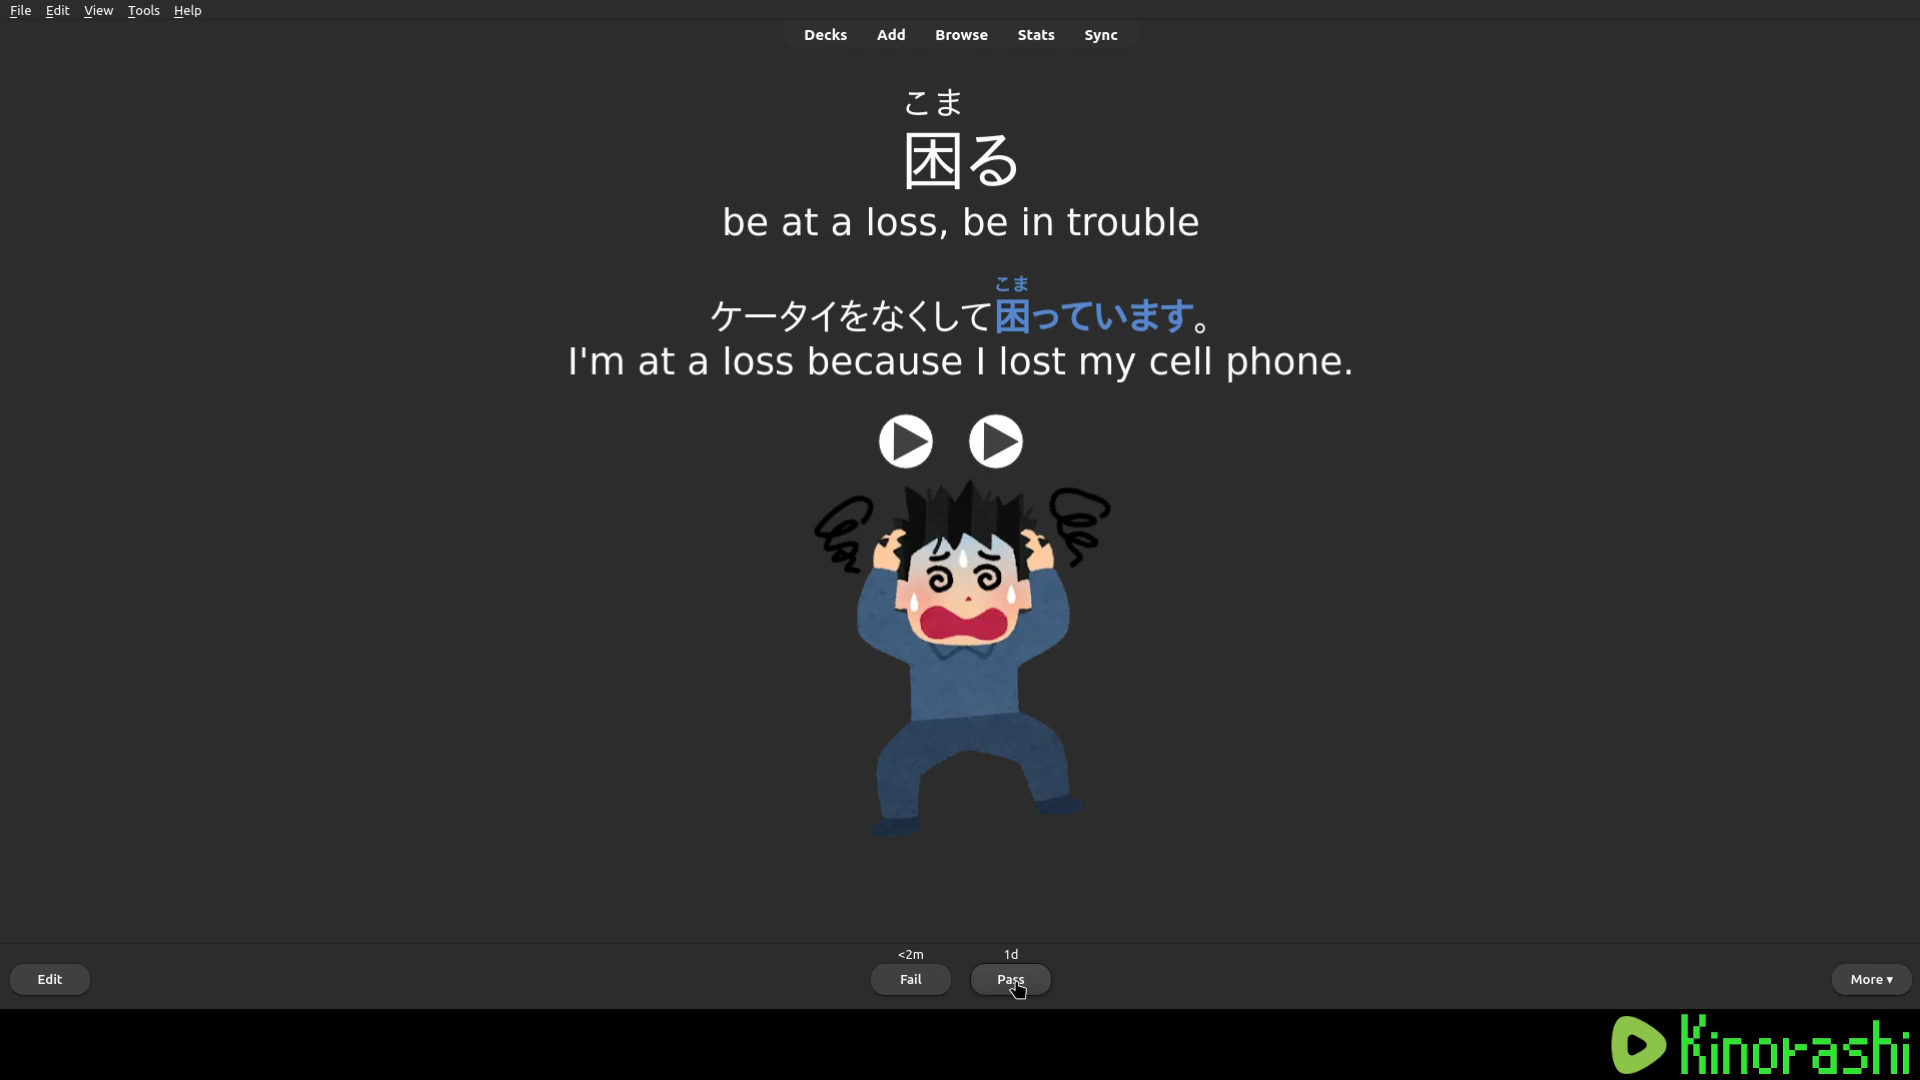 File Edit View Tools Help
Decks Add Browse Stats Sync
こま
困る
be at a loss, be in trouble
こま
ケータイをなくして困っています。
I'm at a loss because I lost my cell phone.
<2m 1d
Edit Fail Pass More ▾
Kinorashi